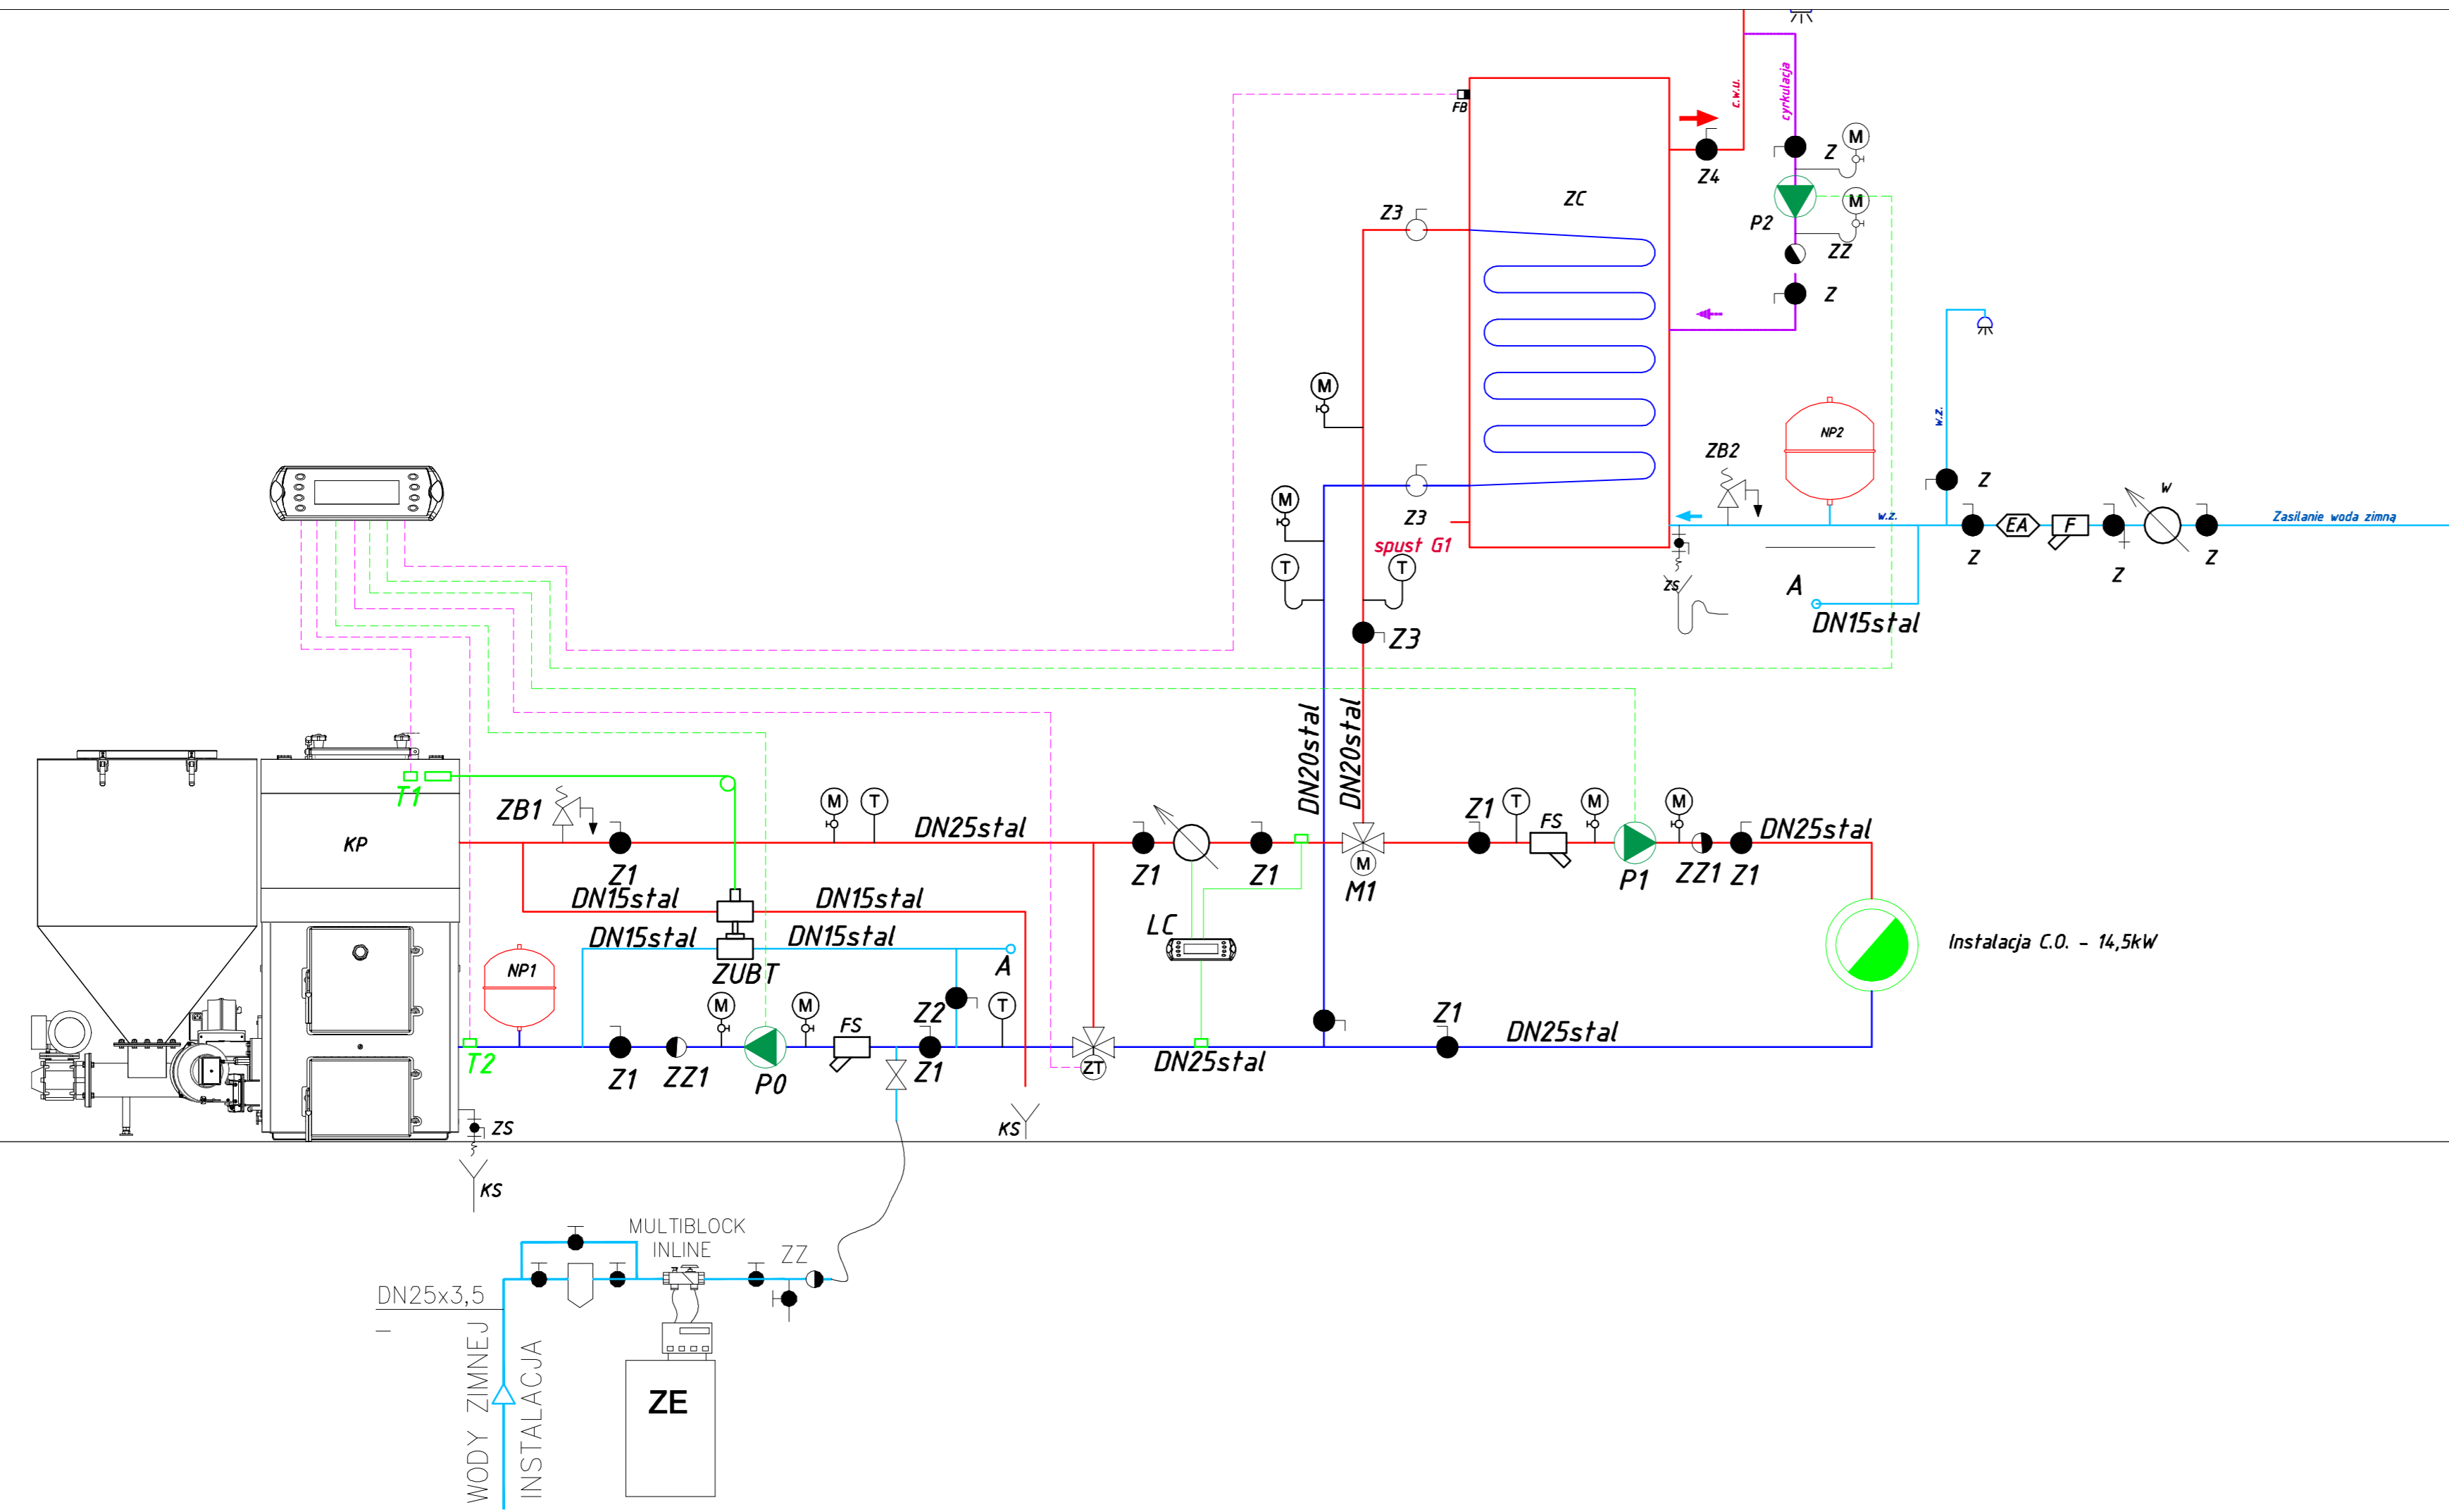 c.w.u.
cyrkulacja
FB
M
Z
Z4
ZC
M
Z3
P2
ZZ
Z
M
w.z.
NP2
ZB2
Z
W
M
Z3
w.z.
EA
F
Zasilanie woda zimną
spust G1
Z
Z
Z
T
T
ZS
A
DN15stal
Z3
DN20stal
DN20stal
T1
ZB1
M
T
DN25stal
Z1
T
FS
M
M
DN25stal
KP
Z1
Z1
Z1
M
M1
P1
ZZ1
Z1
DN15stal
DN15stal
LC
DN15stal
DN15stal
Instalacja C.O. - 14,5kW
NP1
ZUBT
A
M
M
Z2
T
Z1
FS
DN25stal
T2
Z1
ZZ1
P0
Z1
ZT
DN25stal
ZS
KS
KS
MULTIBLOCK
INLINE
ZZ
DN25x3,5
WODY ZIMNEJ
INSTALACJA
ZE